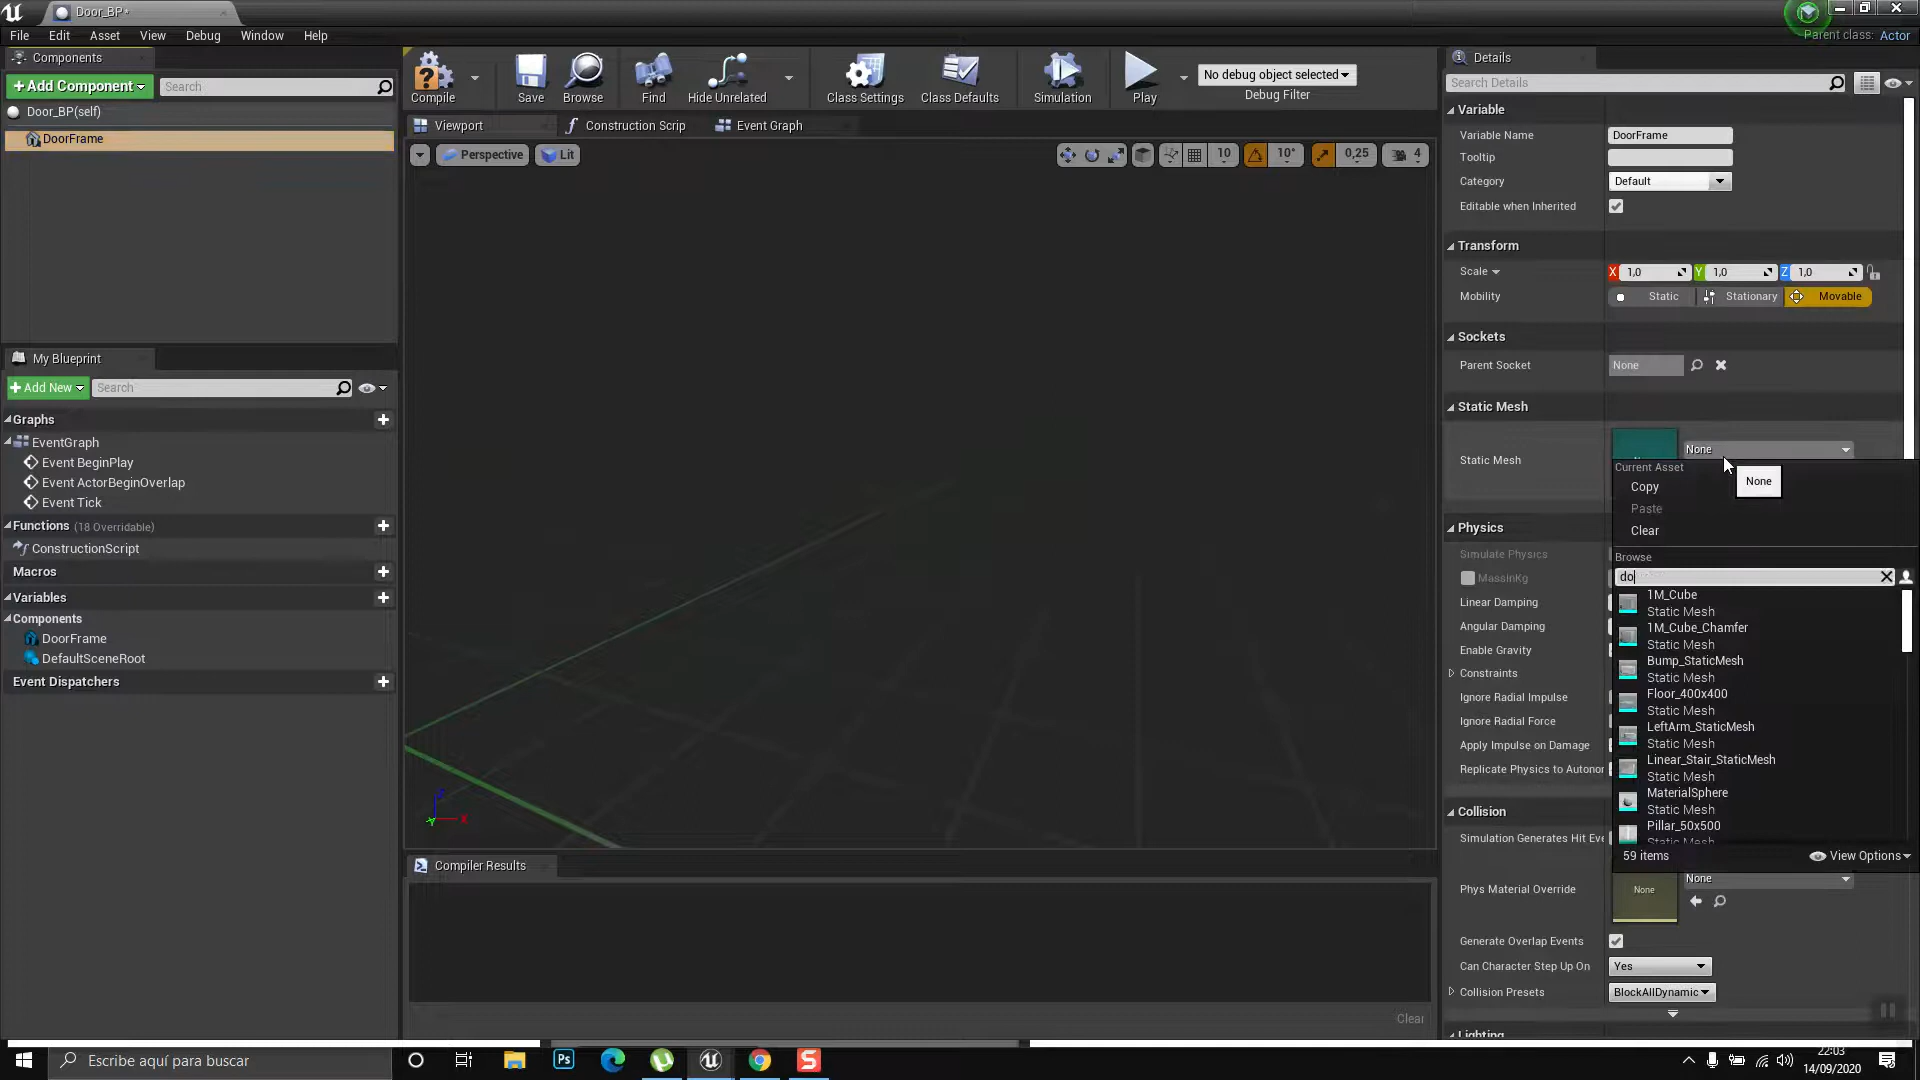 Door_BP*
Parent class: Actor
File Edit Asset View Debug Window Help
Components
+Add Component
Search
Door_BP(self)
DoorFrame
My Blueprint
+Add New
Search
Graphs
EventGraph
Event BeginPlay
Event ActorBeginOverlap
Event Tick
Functions (18 Overridable)
ConstructionScript
Macros
Variables
Components
DoorFrame
DefaultSceneRoot
Event Dispatchers
Compile
Save
Browse
Find
Hide Unrelated
Class Settings
Class Defaults
Simulation
Play
No debug object selected
Debug Filter
Viewport
Construction Scrip
Event Graph
Perspective
Lit
10
10°
0,25
4
Z
X
Y
Compiler Results
Clear
Details
Search Details
Variable
Variable Name DoorFrame
Tooltip
Category Default
Editable when Inherited
Transform
Scale X 1,0 Y 1,0 Z 1,0
Mobility Static Stationary Movable
Sockets
Parent Socket None
Static Mesh
Static Mesh None
None
Current Asset
Copy
Paste
Clear
Browse
do
1M_Cube
Static Mesh
1M_Cube_Chamfer
Static Mesh
Bump_StaticMesh
Static Mesh
Floor_400x400
Static Mesh
LeftArm_StaticMesh
Static Mesh
Linear_Stair_StaticMesh
Static Mesh
MaterialSphere
Static Mesh
Pillar_50x500
Static Mesh
59 items
View Options
Physics
Simulate Physics
MassInKg
Linear Damping
Angular Damping
Enable Gravity
Constraints
Ignore Radial Impulse
Ignore Radial Force
Apply Impulse on Damage
Replicate Physics to Autonor
Collision
Simulation Generates Hit Eve
Phys Material Override None None
Generate Overlap Events
Can Character Step Up On Yes
Collision Presets BlockAllDynamic
Lighting
Escribe aquí para buscar
Ps
S
22:03
14/09/2020